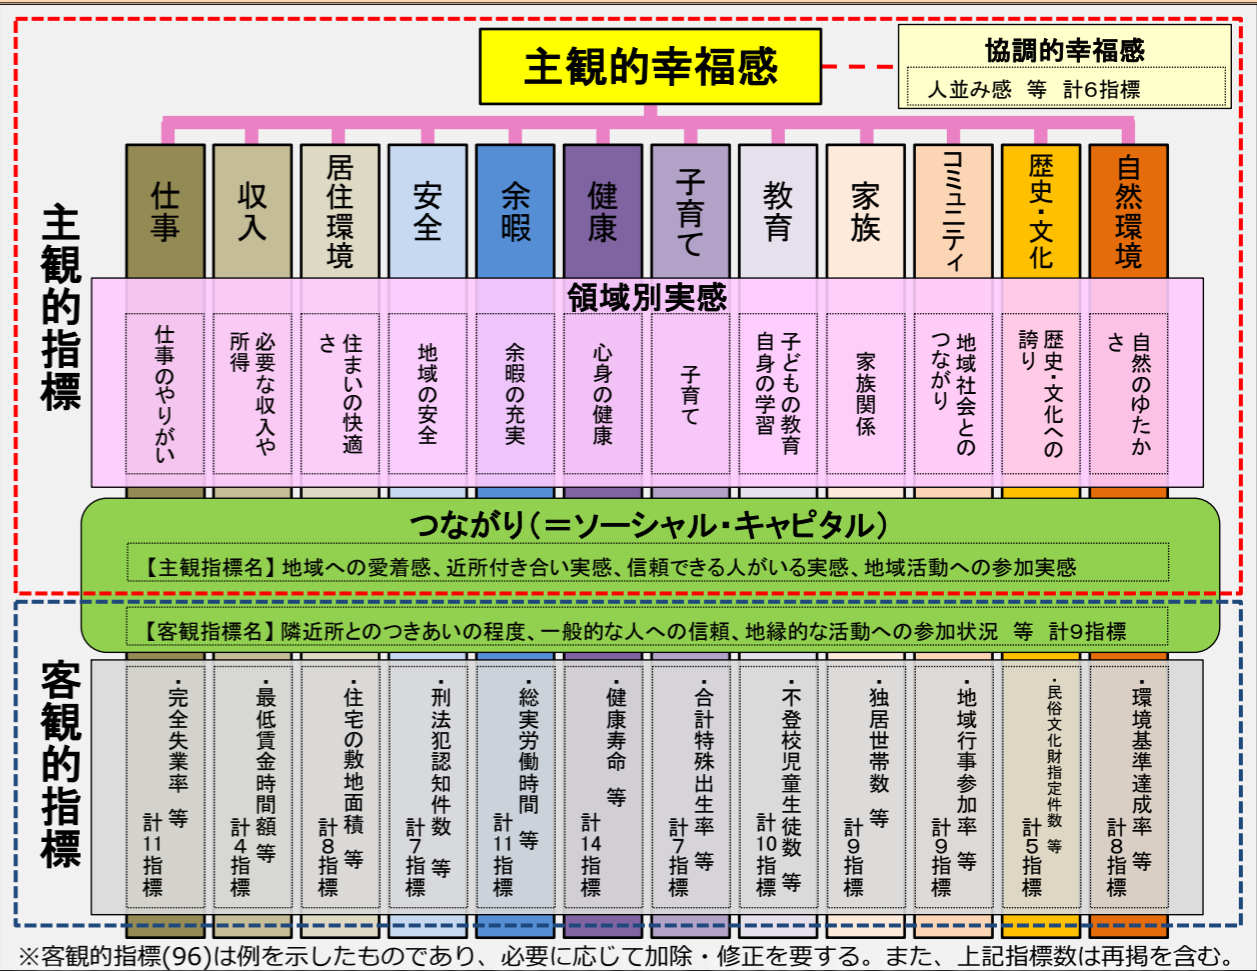 主観的幸福感
協調的幸福感
人並み感 等 計6指標
主観的指標
仕事
収入
居住環境
安全
余暇
健康
子育て
教育
家族
コミュニティ
歴史・文化
自然環境
領域別実感
仕事のやりがい
必要な収入や
所得
住まいの快適
さ
地域の安全
余暇の充実
心身の健康
子育て
子どもの教育
自身の学習
家族関係
地域社会との
つながり
歴史・文化への
誇り
自然のゆたか
さ
つながり(=ソーシャル・キャピタル)
【主観指標名】地域への愛着感、近所付き合い実感、信頼できる人がいる実感、地域活動への参加実感
【客観指標名】隣近所とのつきあいの程度、一般的な人への信頼、地縁的な活動への参加状況 等 計9指標
客観的指標
・完全失業率 等
計11指標
・最低賃金時間額 等
計4指標
・住宅の敷地面積 等
計8指標
・刑法犯認知件数 等
計7指標
・総実労働時間 等
計11指標
・健康寿命 等
計14指標
・合計特殊出生率 等
計7指標
・不登校児童生徒数 等
計10指標
・独居世帯数 等
計9指標
・地域行事参加率 等
計9指標
・民俗文化財指定件数 等
計5指標
・環境基準達成率 等
計8指標
※客観的指標(96)は例を示したものであり、必要に応じて加除・修正を要する。また、上記指標数は再掲を含む。